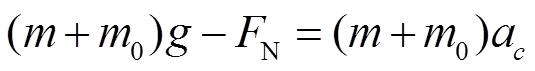 (m + m₀)g − F_N = (m + m₀)a_c